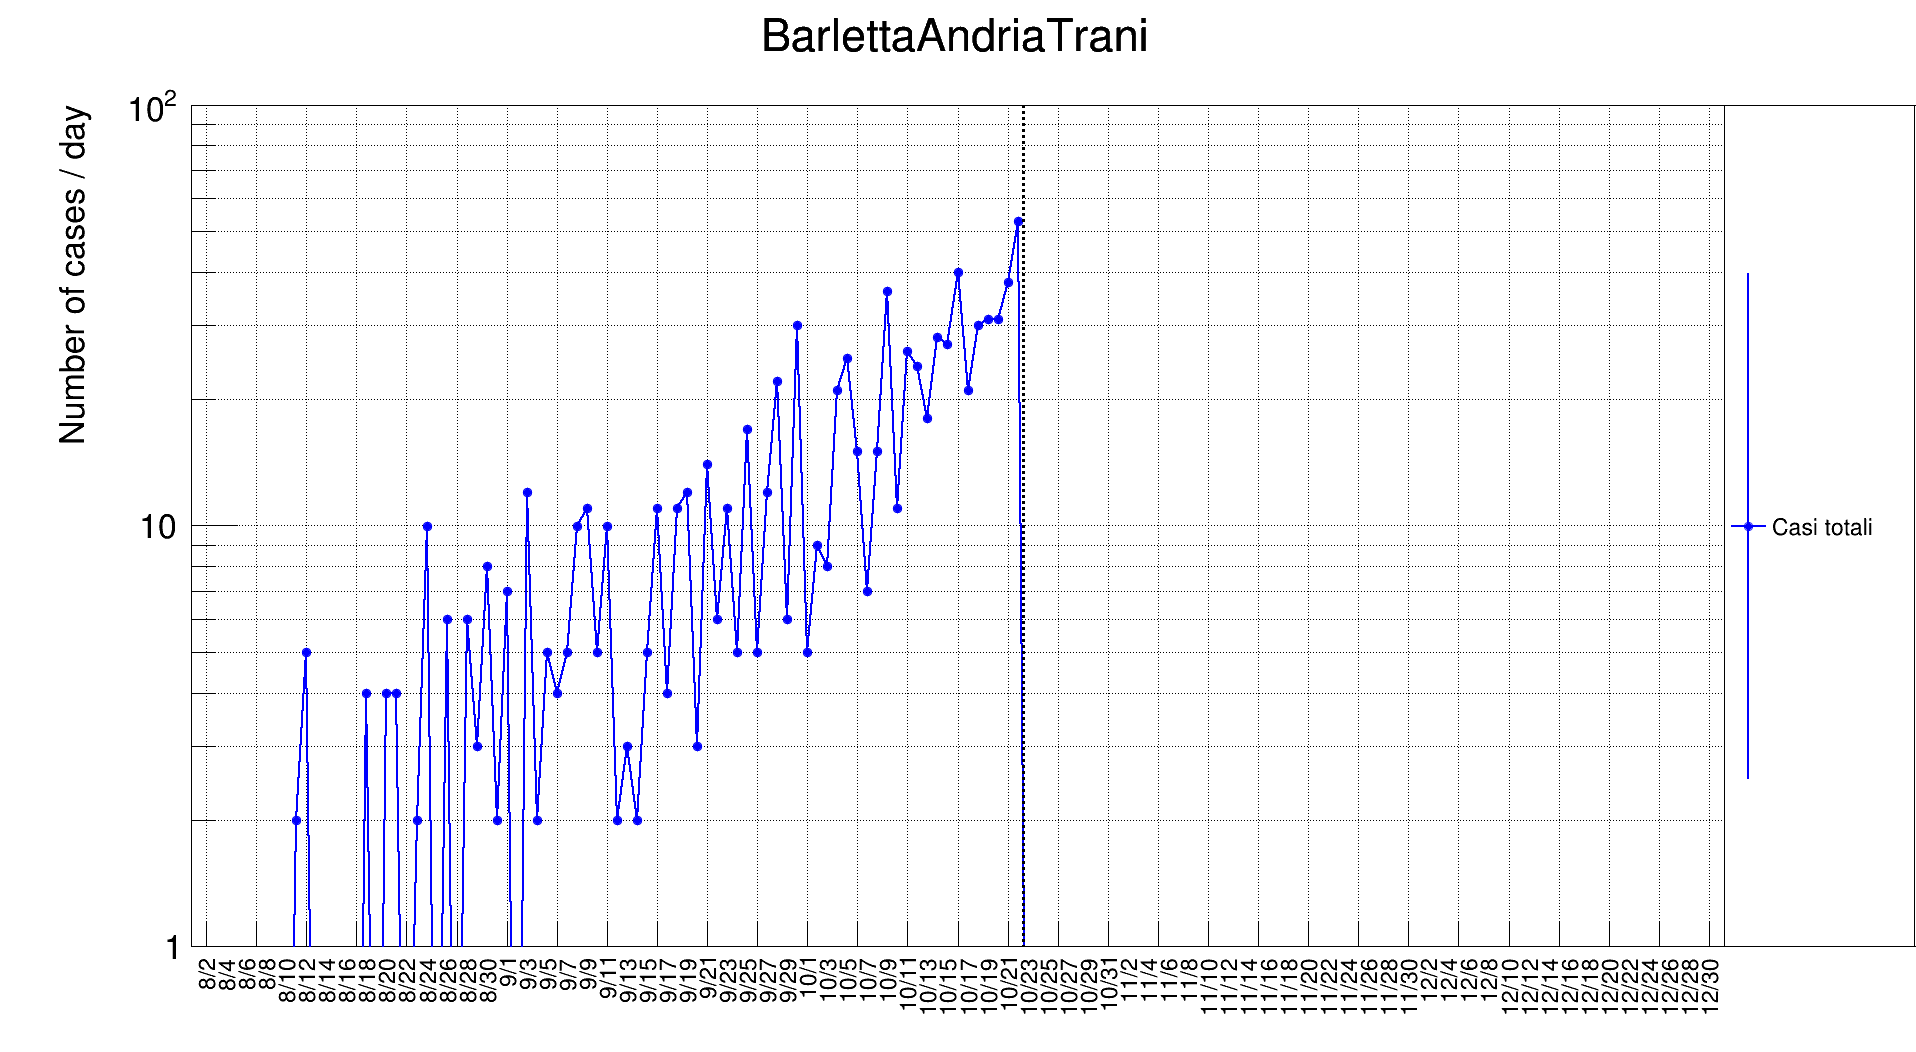 BarlettaAndriaTrani
Number of cases / day
10²
10
1
8/2 8/4 8/6 8/8 8/10 8/12 8/14 8/16 8/18 8/20 8/22 8/24 8/26 8/28 8/30 9/1 9/3 9/5 9/7 9/9 9/11 9/13 9/15 9/17 9/19 9/21 9/23 9/25 9/27 9/29 10/1 10/3 10/5 10/7 10/9 10/11 10/13 10/15 10/17 10/19 10/21 10/23 10/25 10/27 10/29 10/31 11/2 11/4 11/6 11/8 11/10 11/12 11/14 11/16 11/18 11/20 11/22 11/24 11/26 11/28 11/30 12/2 12/4 12/6 12/8 12/10 12/12 12/14 12/16 12/18 12/20 12/22 12/24 12/26 12/28 12/30
Casi totali